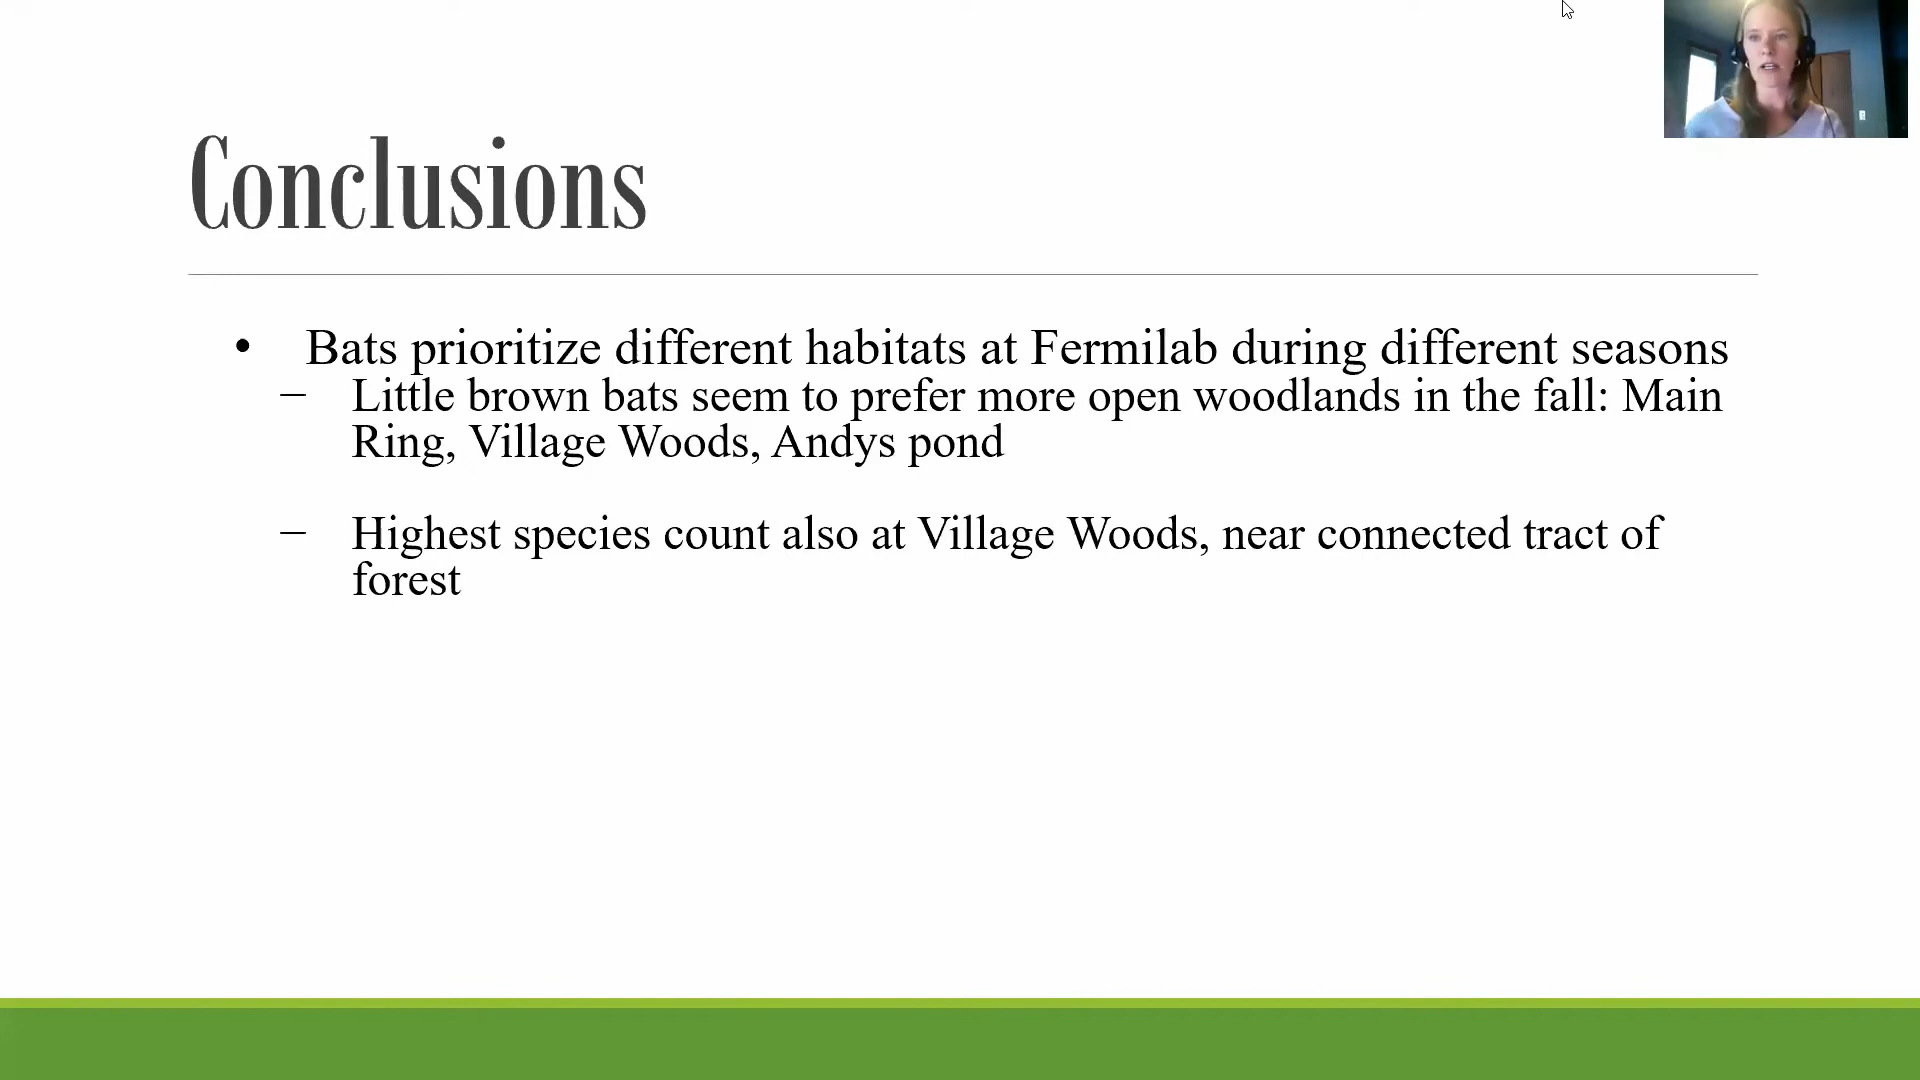 Conclusions
• Bats prioritize different habitats at Fermilab during different seasons
– Little brown bats seem to prefer more open woodlands in the fall: Main
Ring, Village Woods, Andys pond
– Highest species count also at Village Woods, near connected tract of
forest